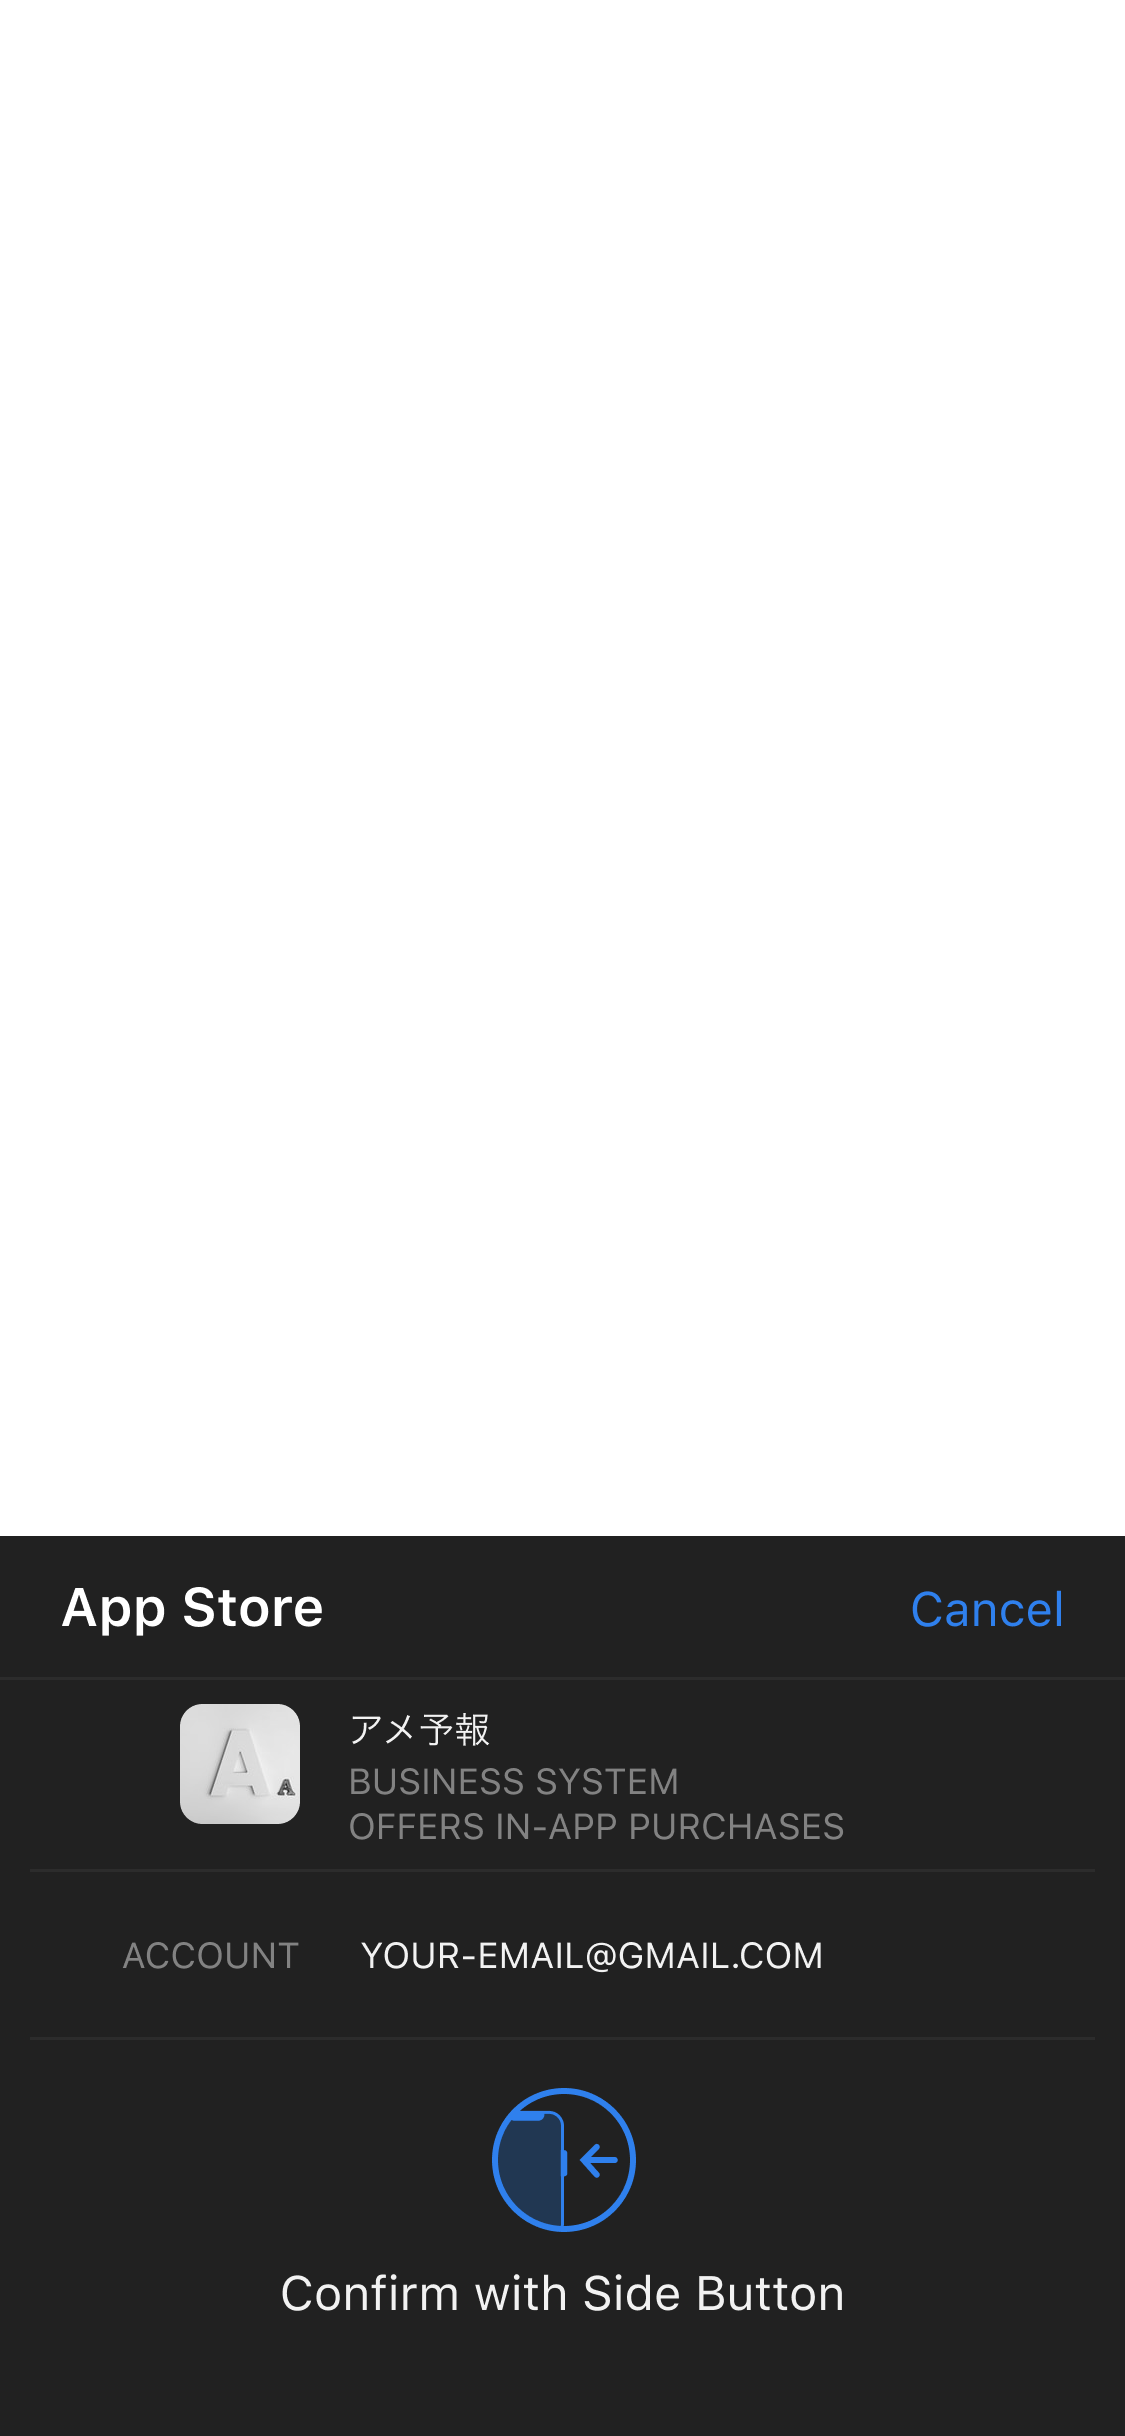 App Store
Cancel
A A
アメ予報
BUSINESS SYSTEM
OFFERS IN-APP PURCHASES
ACCOUNT
YOUR-EMAIL@GMAIL.COM
Confirm with Side Button